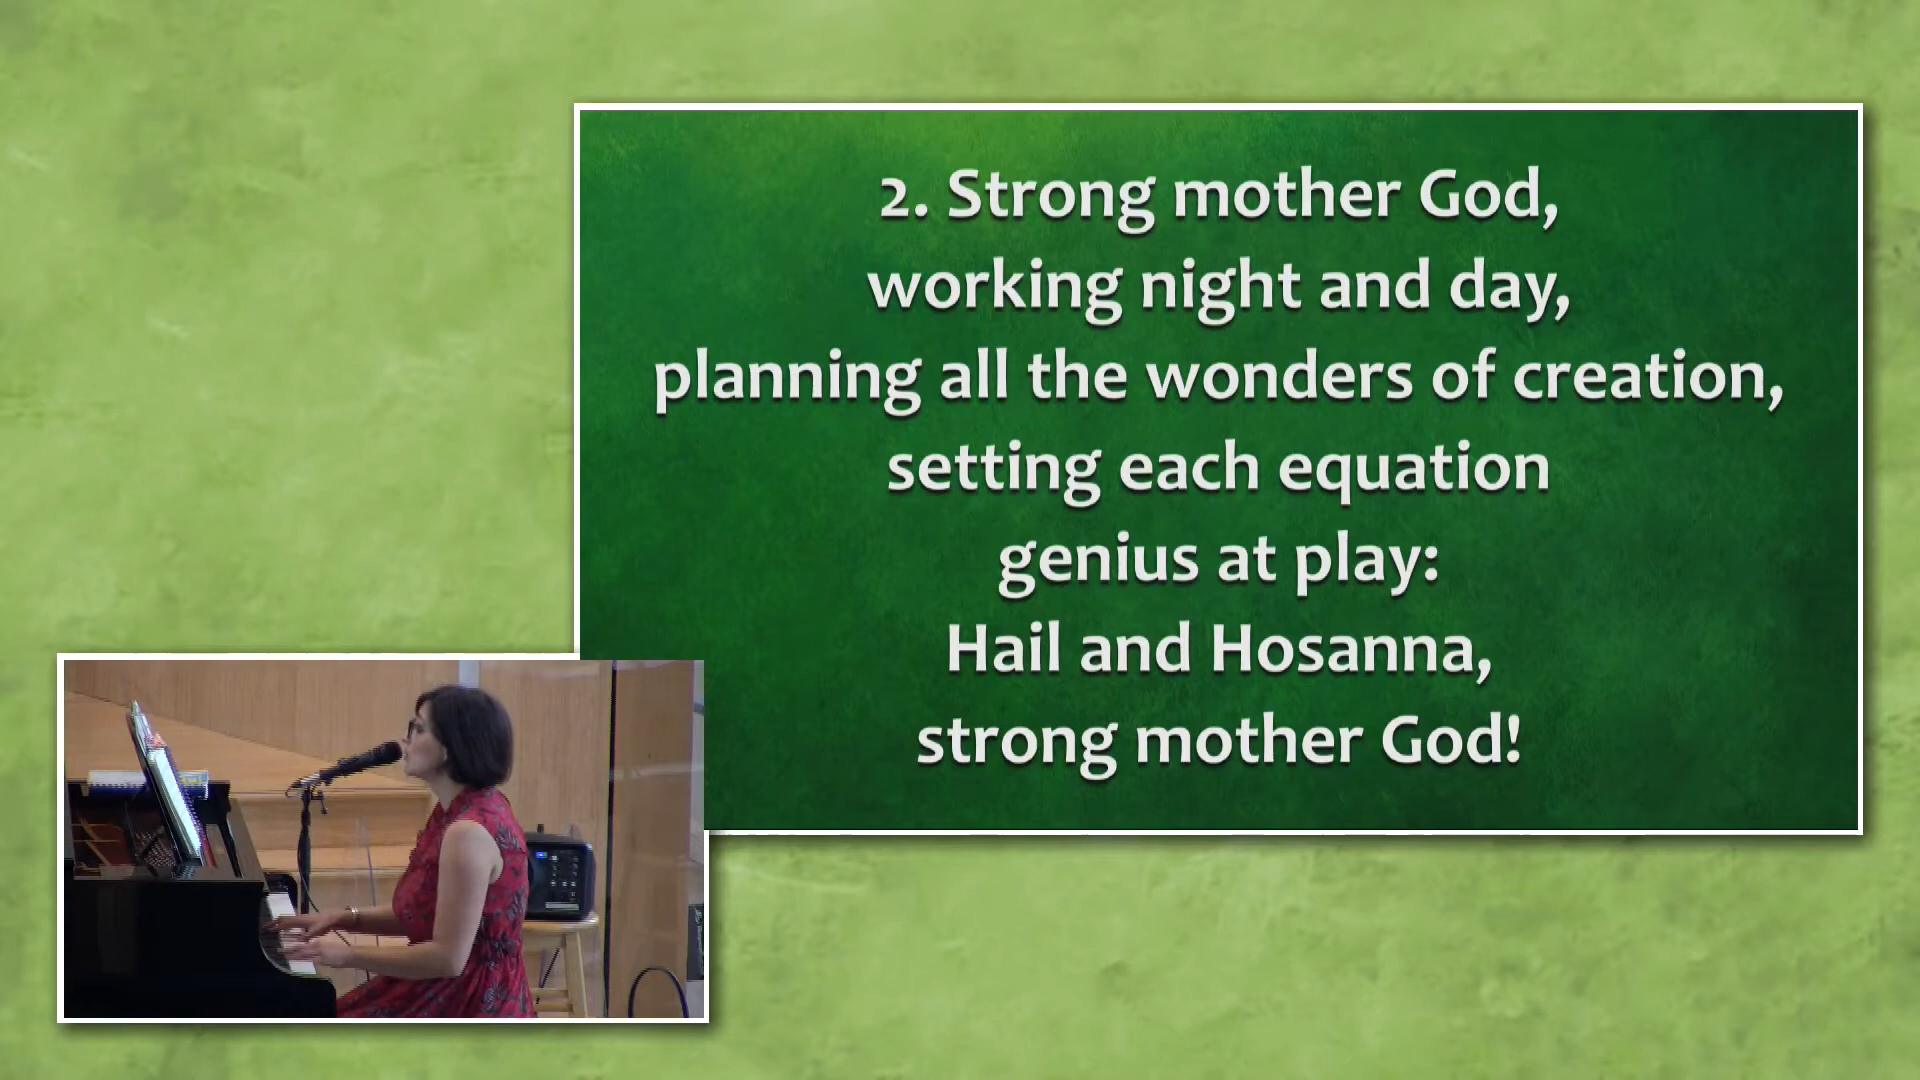 2. Strong mother God,
working night and day,
planning all the wonders of creation,
setting each equation
genius at play:
Hail and Hosanna,
strong mother God!